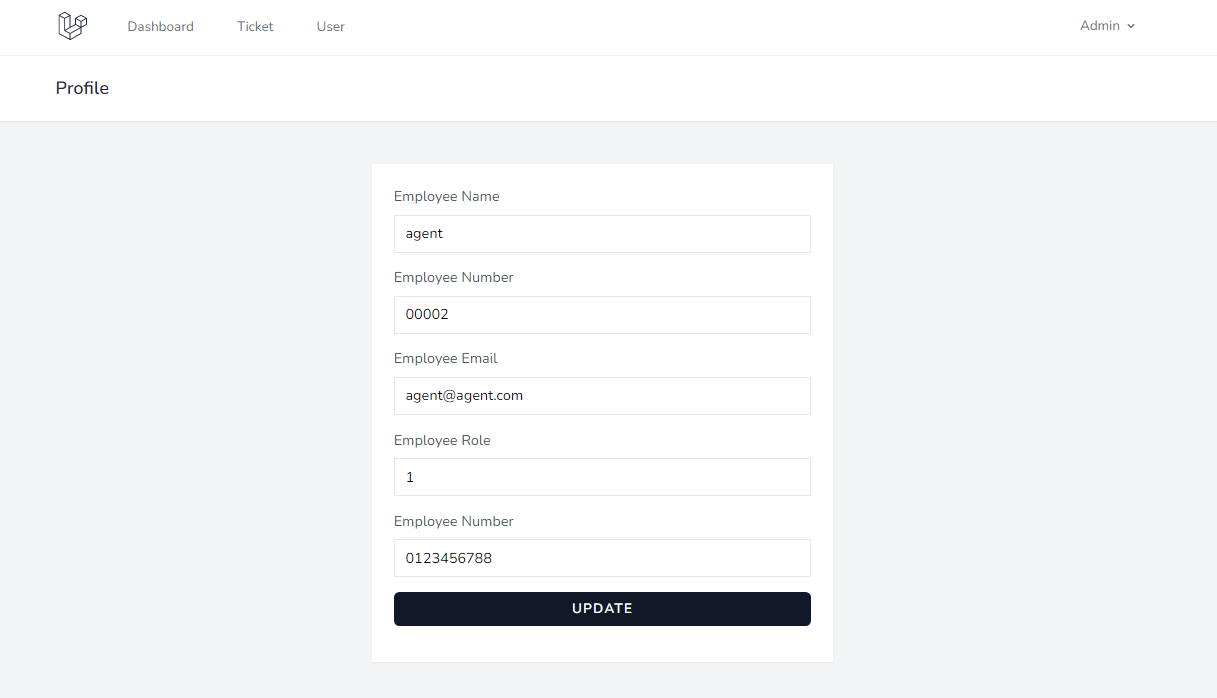 Dashboard Ticket User Admin
Profile
Employee Name
agent
Employee Number
00002
Employee Email
agent@agent.com
Employee Role
1
Employee Number
0123456788
UPDATE